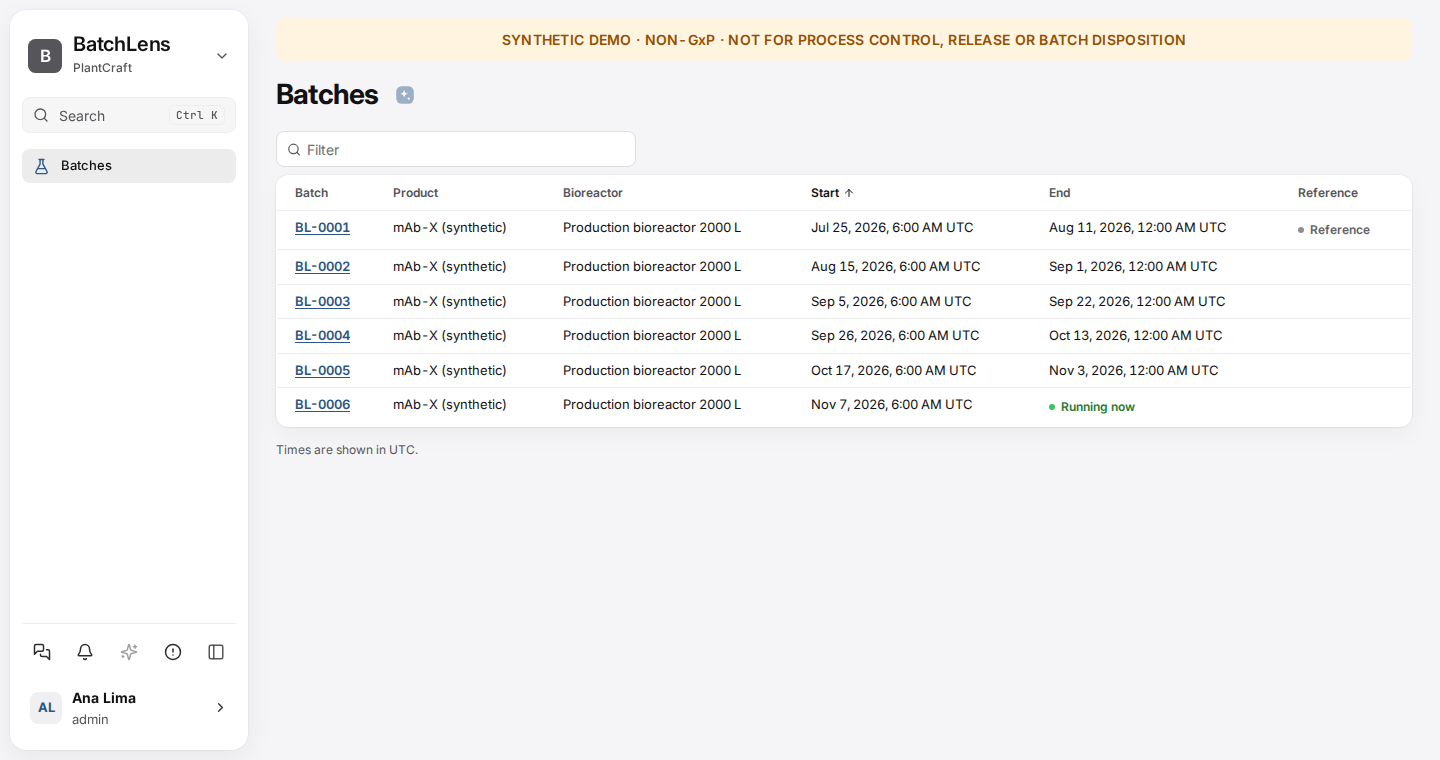 B
BatchLens
PlantCraft
Search Ctrl K
Batches
Ana Lima
AL
admin
SYNTHETIC DEMO · NON-GxP · NOT FOR PROCESS CONTROL, RELEASE OR BATCH DISPOSITION
Batches
Filter
Batch Product Bioreactor Start ↑ End Reference
BL-0001 mAb-X (synthetic) Production bioreactor 2000 L Jul 25, 2026, 6:00 AM UTC Aug 11, 2026, 12:00 AM UTC Reference
BL-0002 mAb-X (synthetic) Production bioreactor 2000 L Aug 15, 2026, 6:00 AM UTC Sep 1, 2026, 12:00 AM UTC
BL-0003 mAb-X (synthetic) Production bioreactor 2000 L Sep 5, 2026, 6:00 AM UTC Sep 22, 2026, 12:00 AM UTC
BL-0004 mAb-X (synthetic) Production bioreactor 2000 L Sep 26, 2026, 6:00 AM UTC Oct 13, 2026, 12:00 AM UTC
BL-0005 mAb-X (synthetic) Production bioreactor 2000 L Oct 17, 2026, 6:00 AM UTC Nov 3, 2026, 12:00 AM UTC
BL-0006 mAb-X (synthetic) Production bioreactor 2000 L Nov 7, 2026, 6:00 AM UTC Running now
Times are shown in UTC.